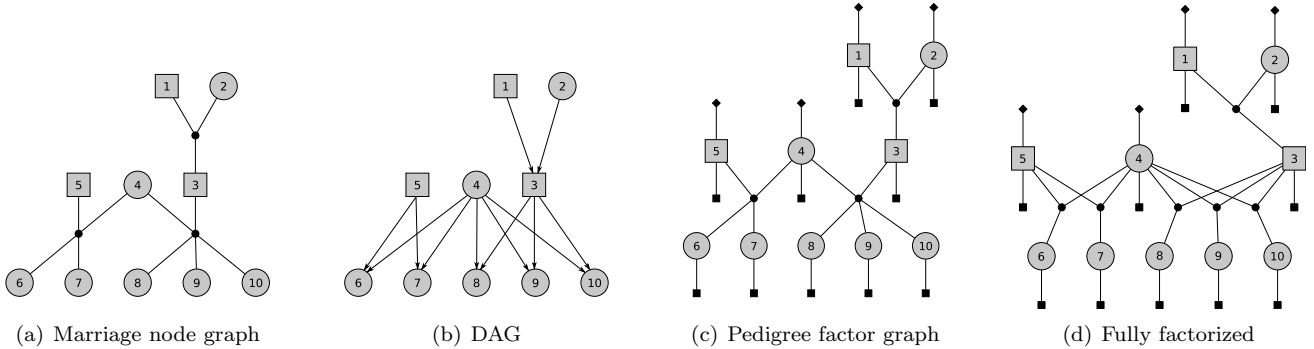 1 2
5 4 3
6 7 8 9 10
(a) Marriage node graph
1 2
5 4 3
6 7 8 9 10
(b) DAG
1 2
5 4 3
6 7 8 9 10
(c) Pedigree factor graph
1 2
5 4 3
6 7 8 9 10
(d) Fully factorized